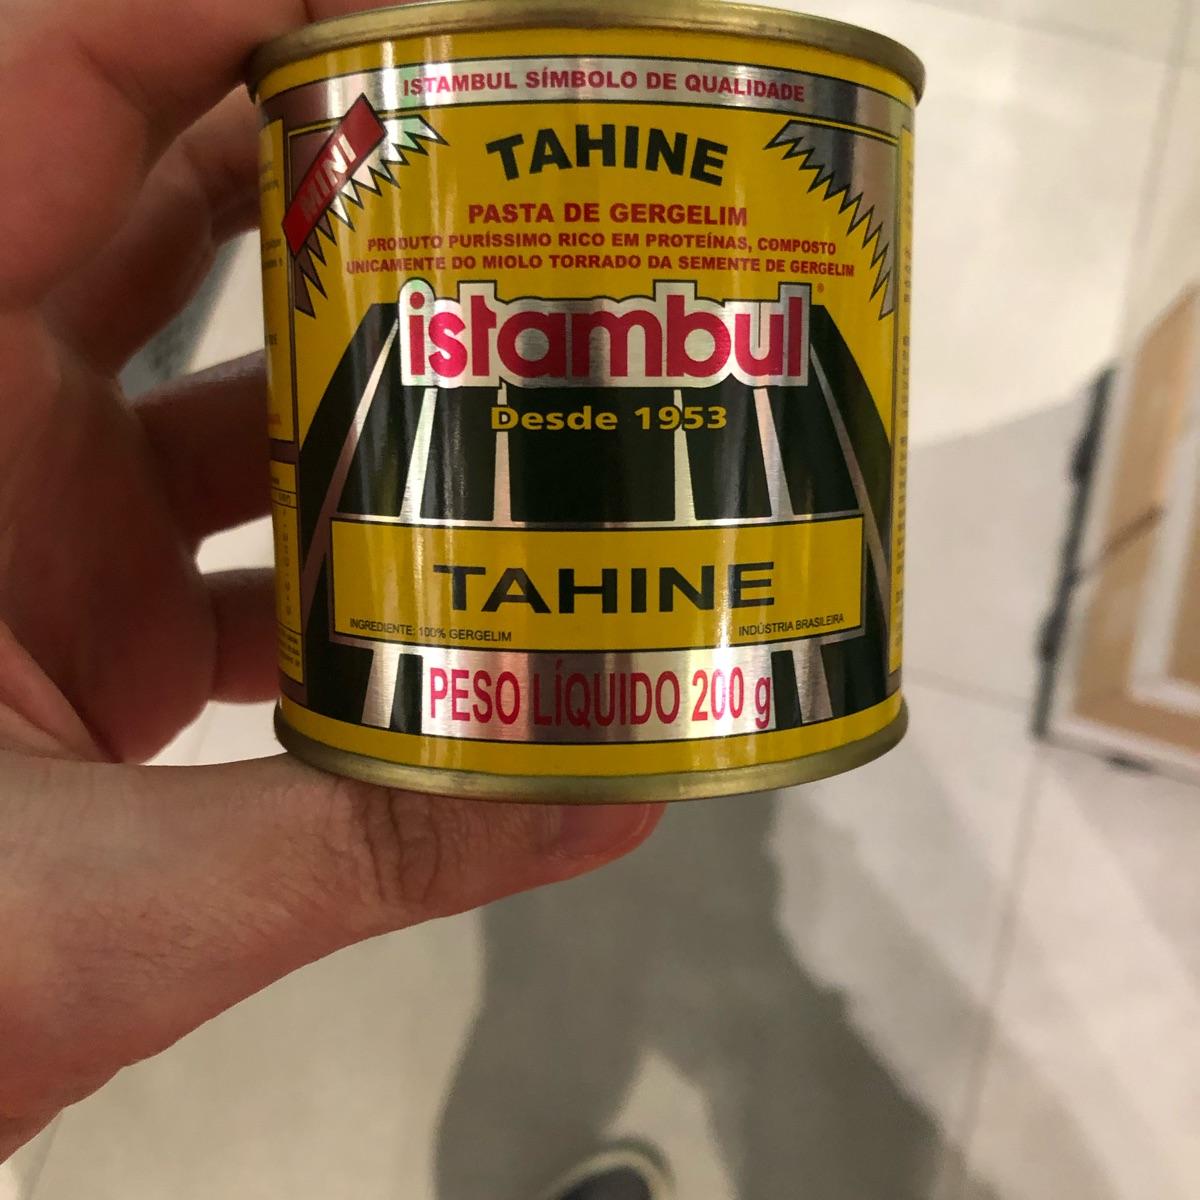 ISTAMBUL SÍMBOLO DE QUALIDADE
MINI
TAHINE
PASTA DE GERGELIM
PRODUTO PURÍSSIMO RICO EM PROTEÍNAS, COMPOSTO
UNICAMENTE DO MIOLO TORRADO DA SEMENTE DE GERGELIM
istambul®
Desde 1953
TAHINE
INGREDIENTE: 100% GERGELIM
INDÚSTRIA BRASILEIRA
PESO LÍQUIDO 200 g